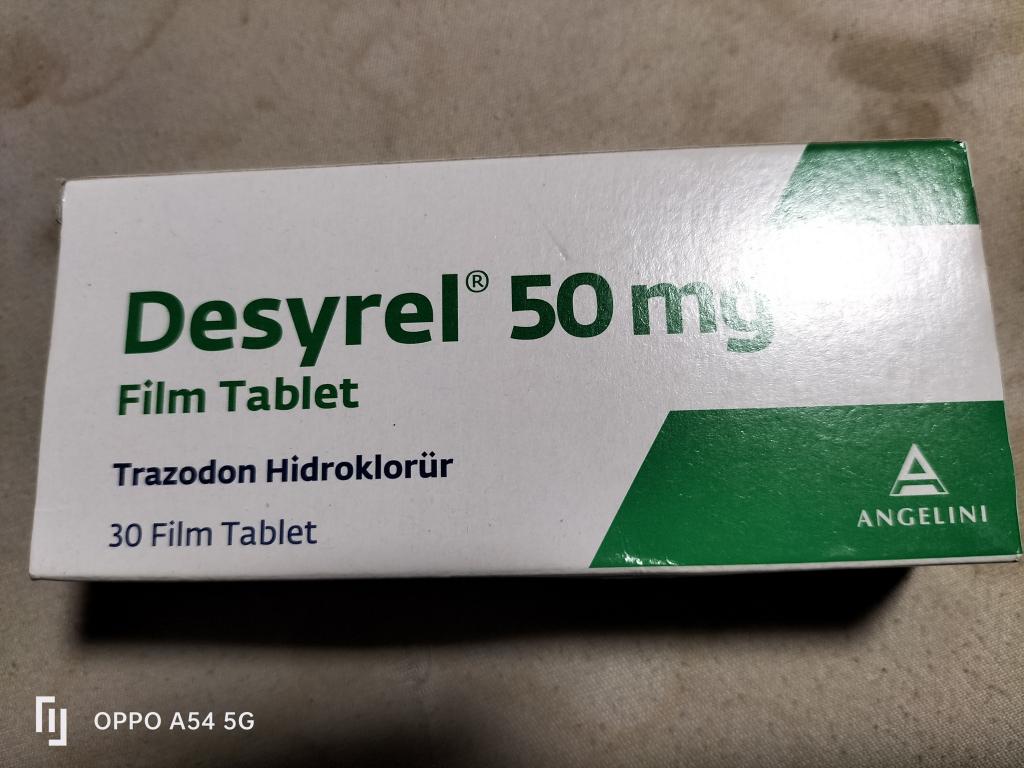 Desyrel® 50 mg
Film Tablet
Trazodon Hidroklorür
30 Film Tablet
ANGELINI
OPPO A54 5G